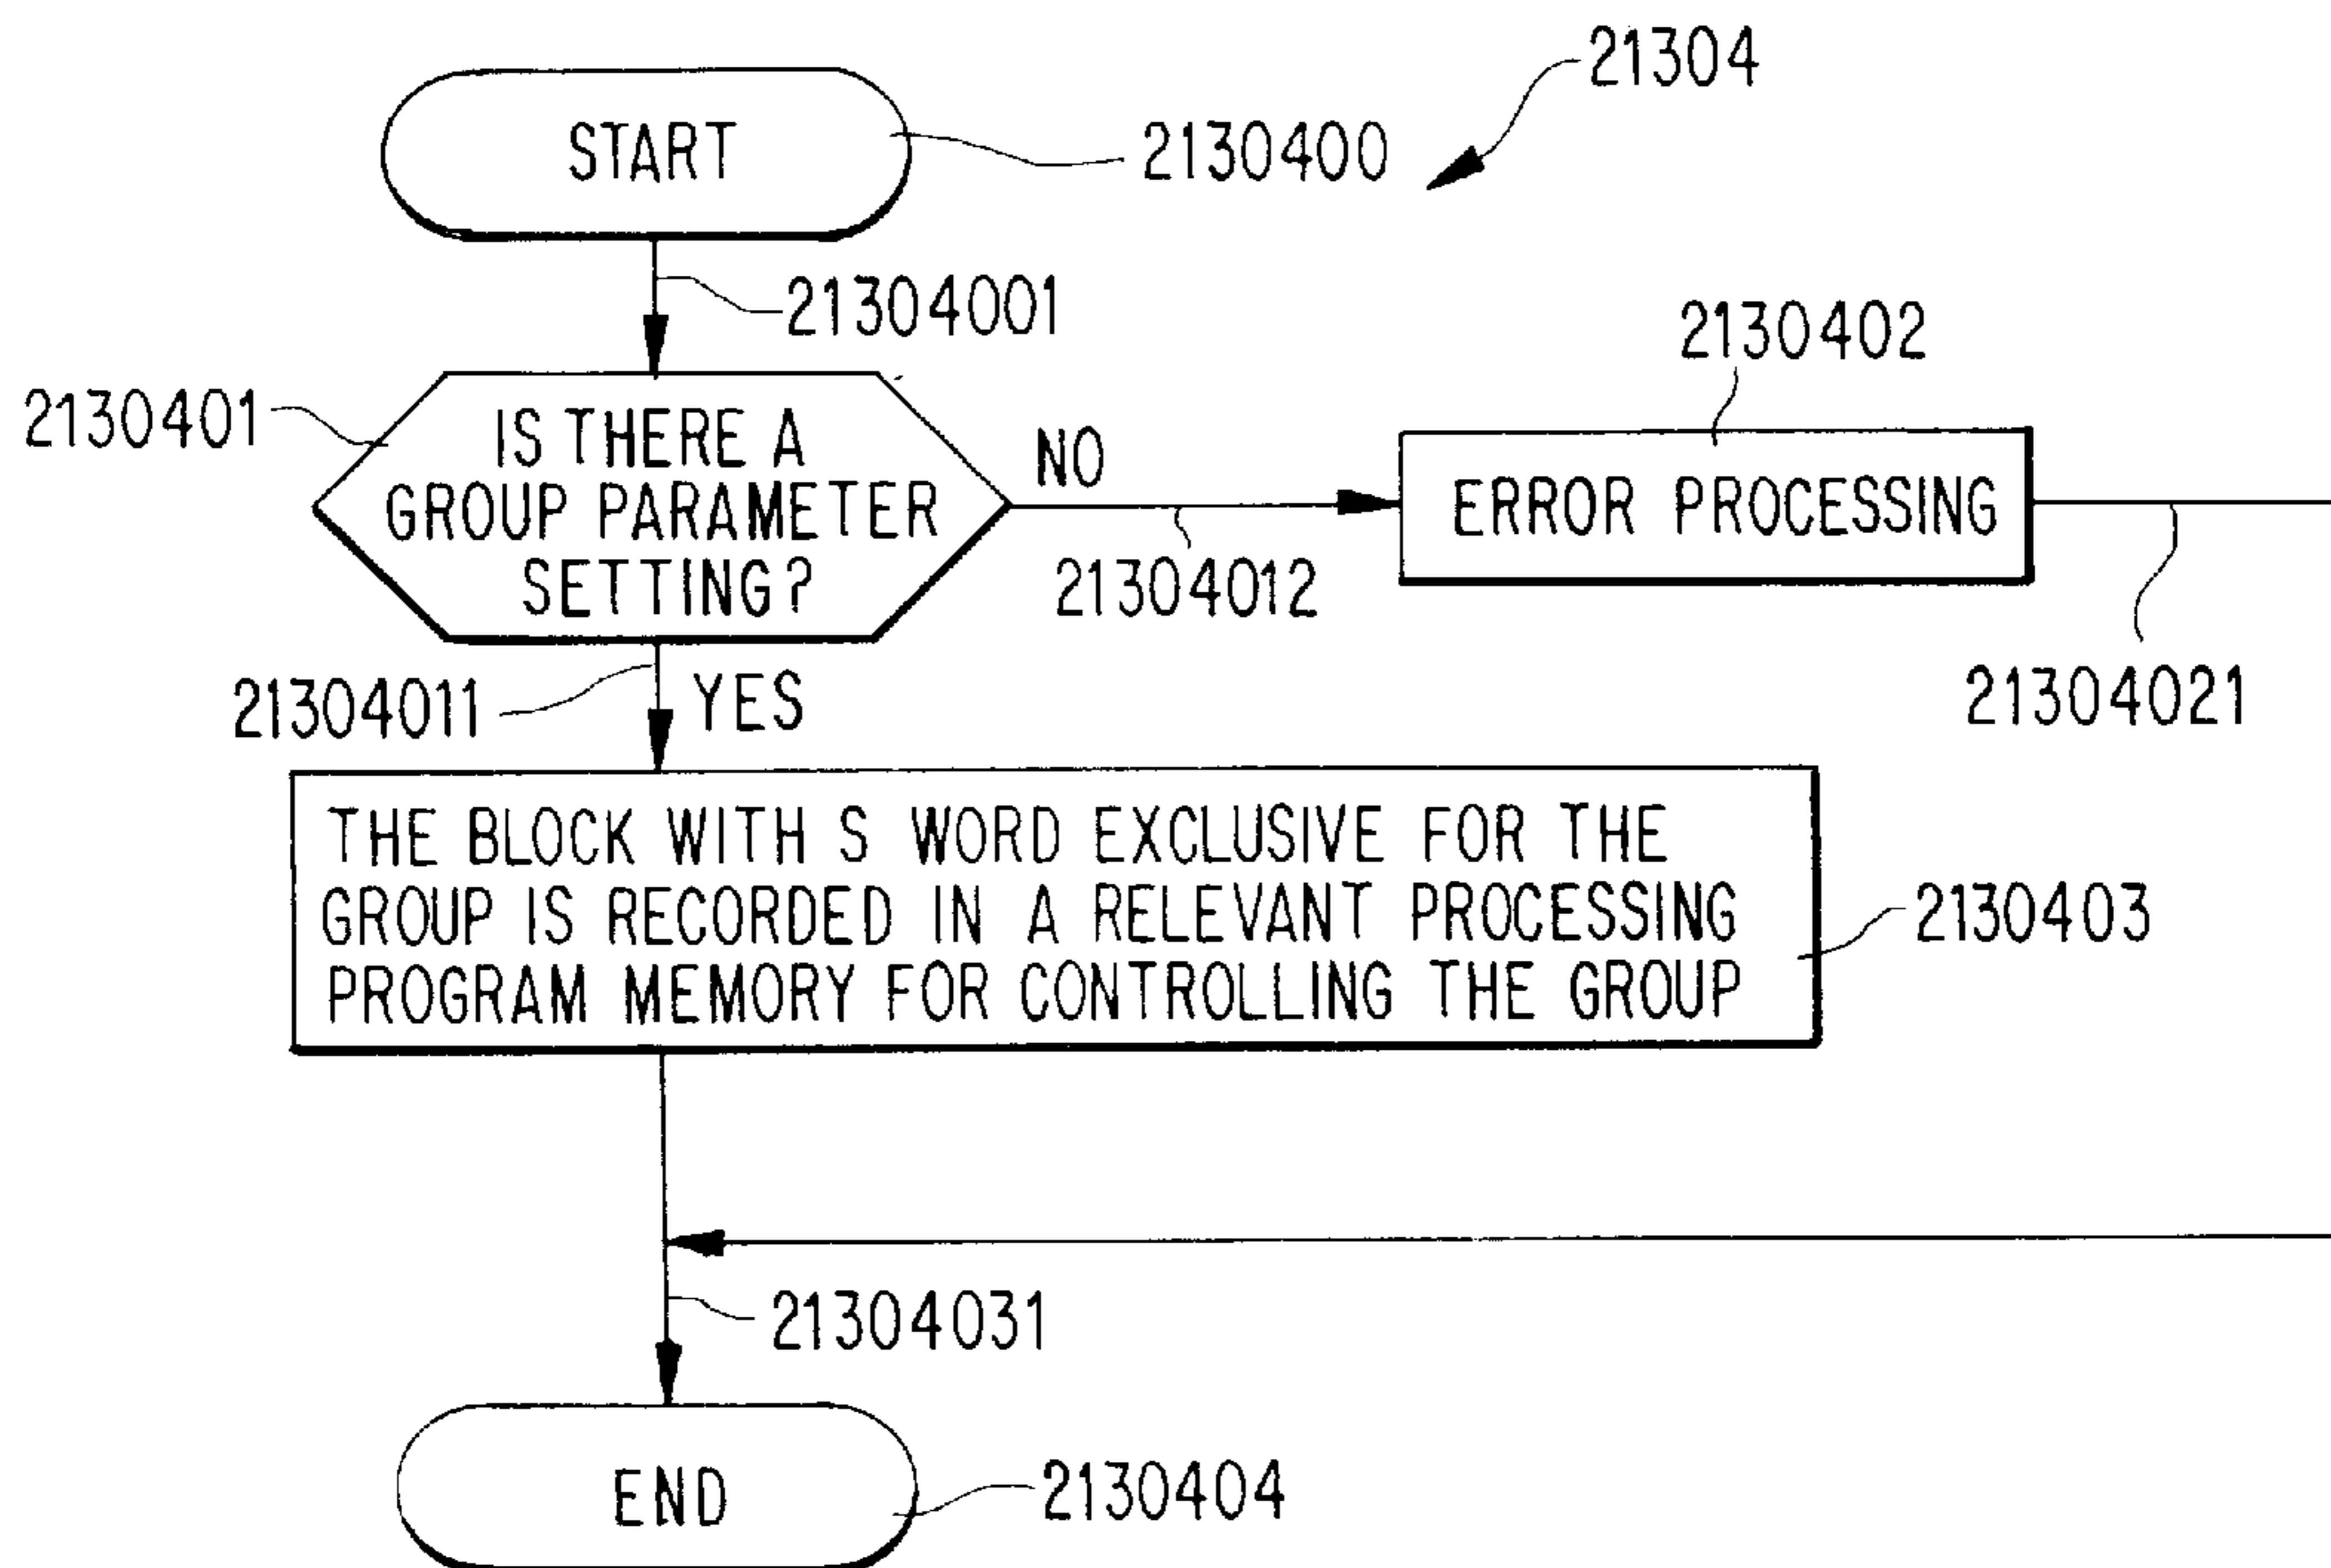 21304
START
2130400
21304001
2130402
2130401
IS THERE A
GROUP PARAMETER
SETTING?
NO
21304012
ERROR PROCESSING
21304021
21304011
YES
THE BLOCK WITH S WORD EXCLUSIVE FOR THE
GROUP IS RECORDED IN A RELEVANT PROCESSING
PROGRAM MEMORY FOR CONTROLLING THE GROUP
2130403
21304031
END
2130404